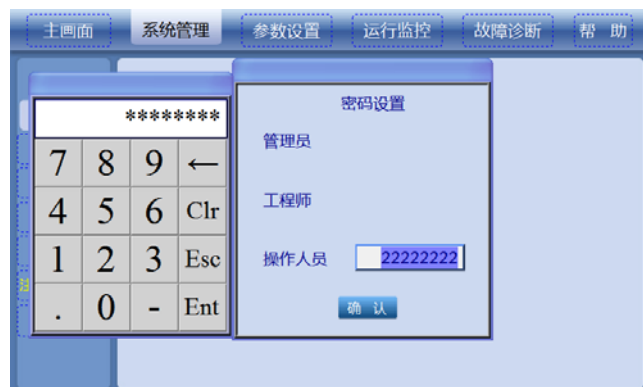 主画面 系统管理 参数设置 运行监控 故障诊断 帮 助
********
7 8 9 ←
4 5 6 Clr
1 2 3 Esc
. 0 - Ent
密码设置
管理员
工程师
操作人员 22222222
确 认